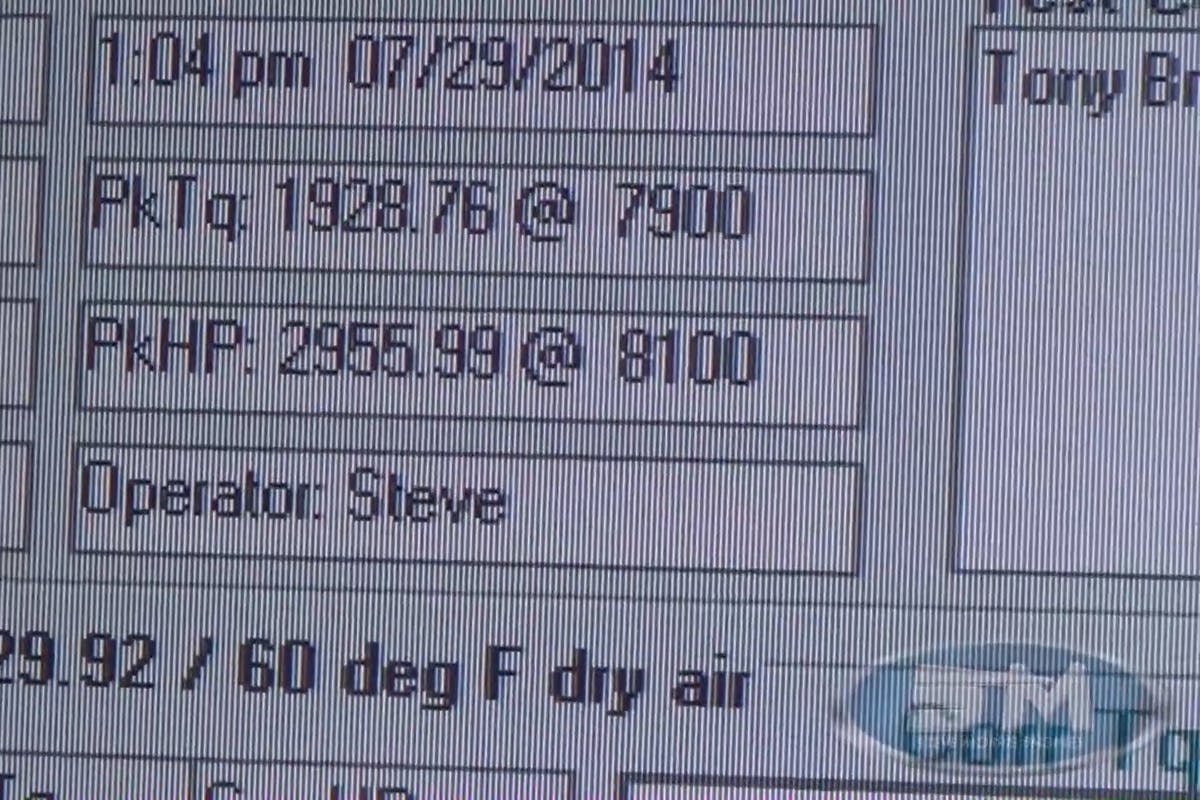 1:04 pm 07/29/2014
Tony
PkTq: 1928.76 @ 7900
PkHP: 2955.99 @ 8100
Operator: Steve
29.92 / 60 deg F dry air